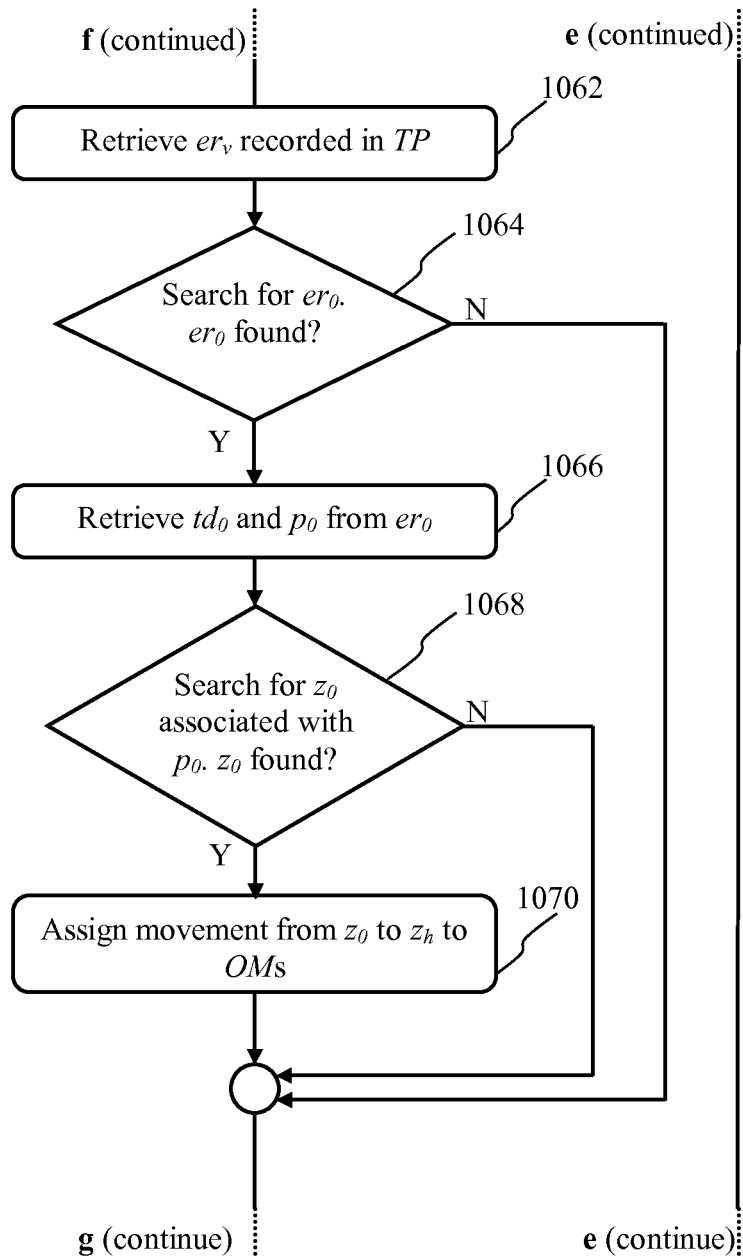 f (continued)
e (continued)
1062
Retrieve erᵥ recorded in TP
1064
Search for er₀.
er₀ found?
N
Y
1066
Retrieve td₀ and p₀ from er₀
1068
Search for z₀
associated with
p₀. z₀ found?
N
Y
1070
Assign movement from z₀ to zₕ to
OMs
g (continue)
e (continue)